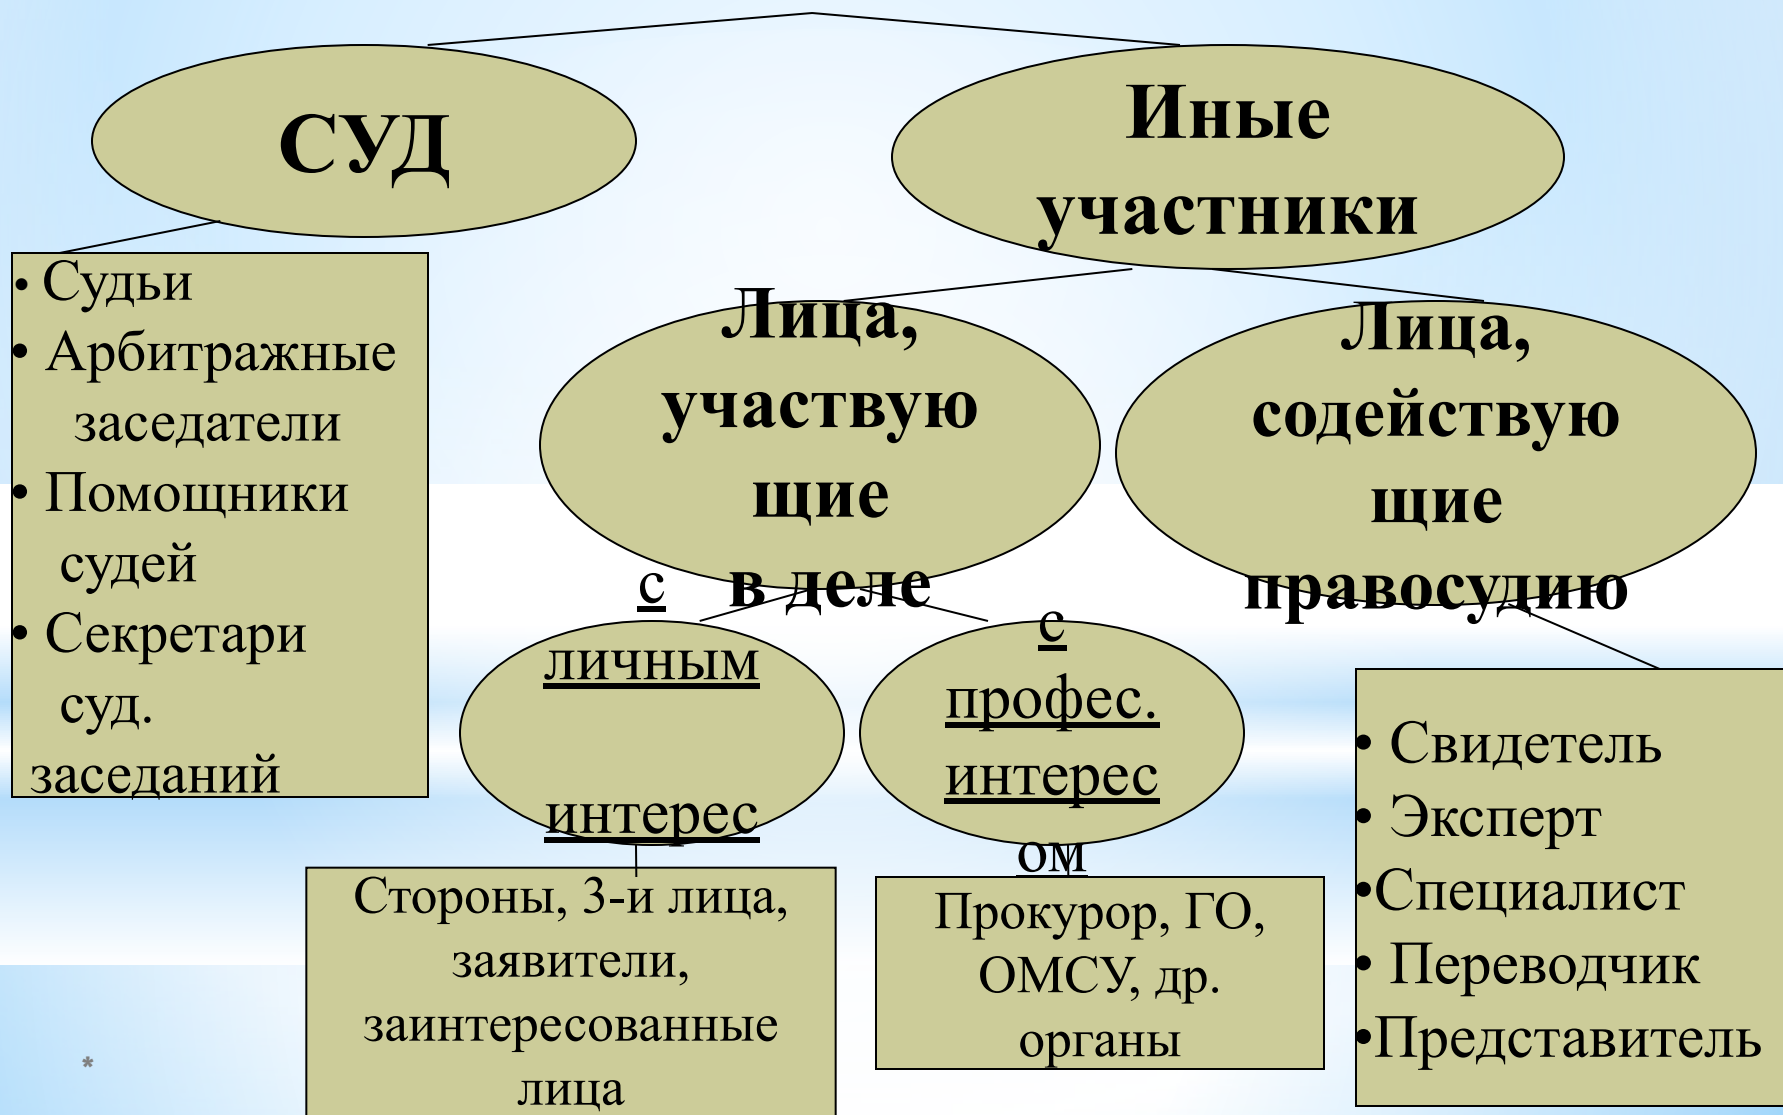 СУД
Иные
участники
• Судьи
• Арбитражные
заседатели
• Помощники
судей
• Секретари
суд.
заседаний
Лица,
участвую
щие
в деле
Лица,
содействую
щие
правосудию
с
личным
интерес
с
профес.
интерес
ом
Стороны, 3-и лица,
заявители,
заинтересованные
лица
Прокурор, ГО,
ОМСУ, др.
органы
• Свидетель
• Эксперт
•Специалист
• Переводчик
•Представитель
*